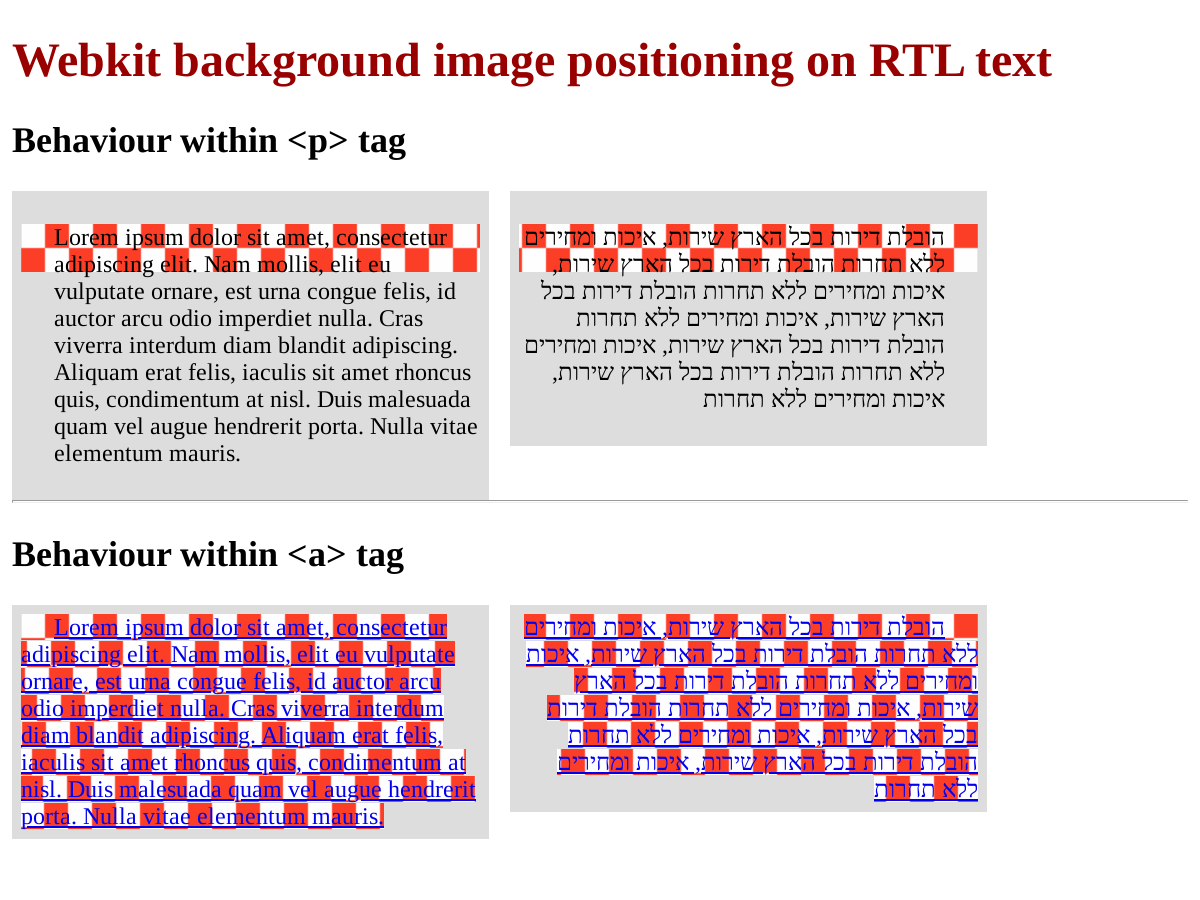 Webkit background image positioning on RTL text
Behaviour within <p> tag
Lorem ipsum dolor sit amet, consectetur
adipiscing elit. Nam mollis, elit eu
vulputate ornare, est urna congue felis, id
auctor arcu odio imperdiet nulla. Cras
viverra interdum diam blandit adipiscing.
Aliquam erat felis, iaculis sit amet rhoncus
quis, condimentum at nisl. Duis malesuada
quam vel augue hendrerit porta. Nulla vitae
elementum mauris.
הובלת דירות בכל הארץ שירות, איכות ומחירים
ללא תחרות הובלת דירות בכל הארץ שירות,
איכות ומחירים ללא תחרות הובלת דירות בכל
הארץ שירות, איכות ומחירים ללא תחרות
הובלת דירות בכל הארץ שירות, איכות ומחירים
ללא תחרות הובלת דירות בכל הארץ שירות,
איכות ומחירים ללא תחרות
Behaviour within <a> tag
Lorem ipsum dolor sit amet, consectetur
adipiscing elit. Nam mollis, elit eu vulputate
ornare, est urna congue felis, id auctor arcu
odio imperdiet nulla. Cras viverra interdum
diam blandit adipiscing. Aliquam erat felis,
iaculis sit amet rhoncus quis, condimentum at
nisl. Duis malesuada quam vel augue hendrerit
porta. Nulla vitae elementum mauris.
הובלת דירות בכל הארץ שירות, איכות ומחירים
ללא תחרות הובלת דירות בכל הארץ שירות, איכות
ומחירים ללא תחרות הובלת דירות בכל הארץ
שירות, איכות ומחירים ללא תחרות הובלת דירות
בכל הארץ שירות, איכות ומחירים ללא תחרות
הובלת דירות בכל הארץ שירות, איכות ומחירים
ללא תחרות